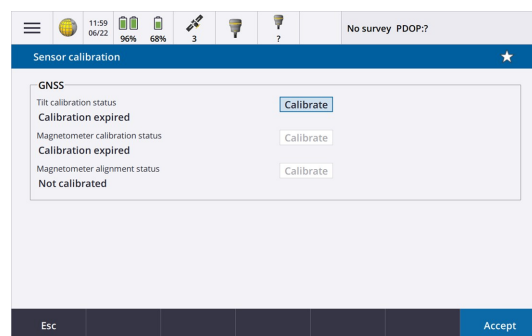 11:59
06/22
96%
68%
3
?
No survey PDOP:?
Sensor calibration
GNSS
Tilt calibration status
Calibrate
Calibration expired
Magnetometer calibration status
Calibrate
Calibration expired
Magnetometer alignment status
Calibrate
Not calibrated
Esc
Accept